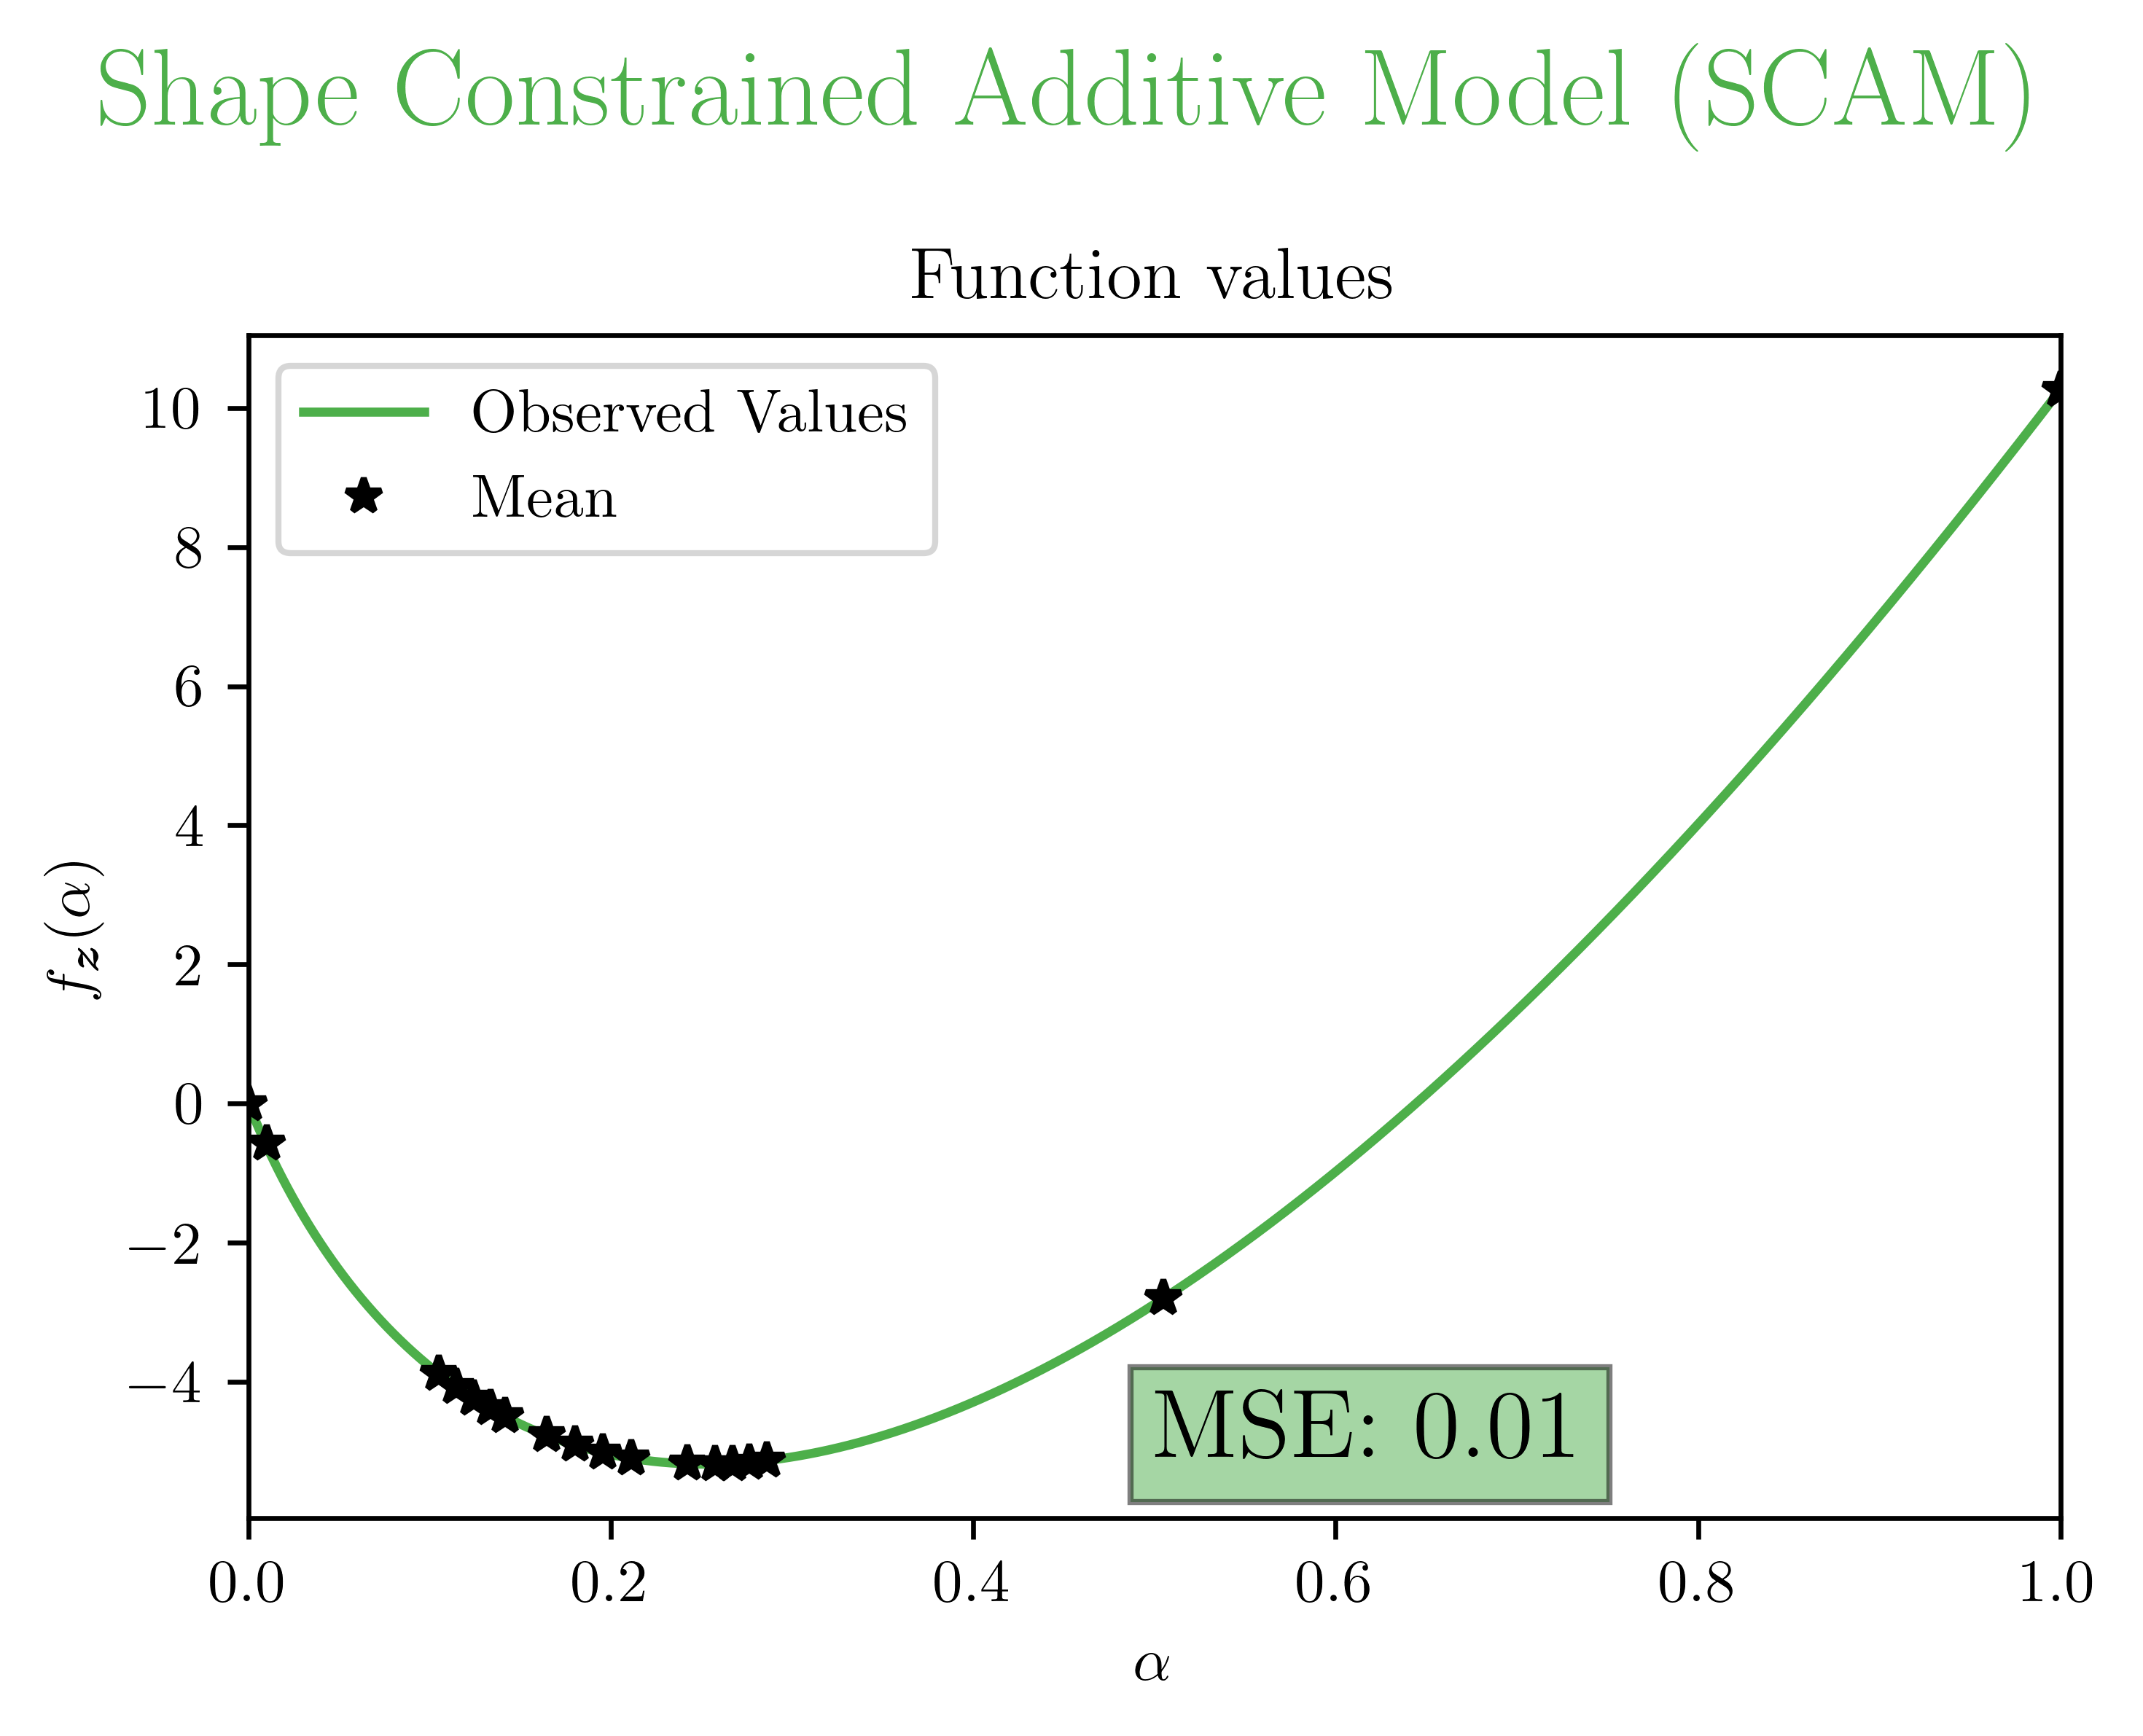 Shape Constrained Additive Model (SCAM)
Function values
Observed Values
Mean
10
8
6
4
2
0
−2
−4
f_z(α)
MSE: 0.01
0.0 0.2 0.4 0.6 0.8 1.0
α